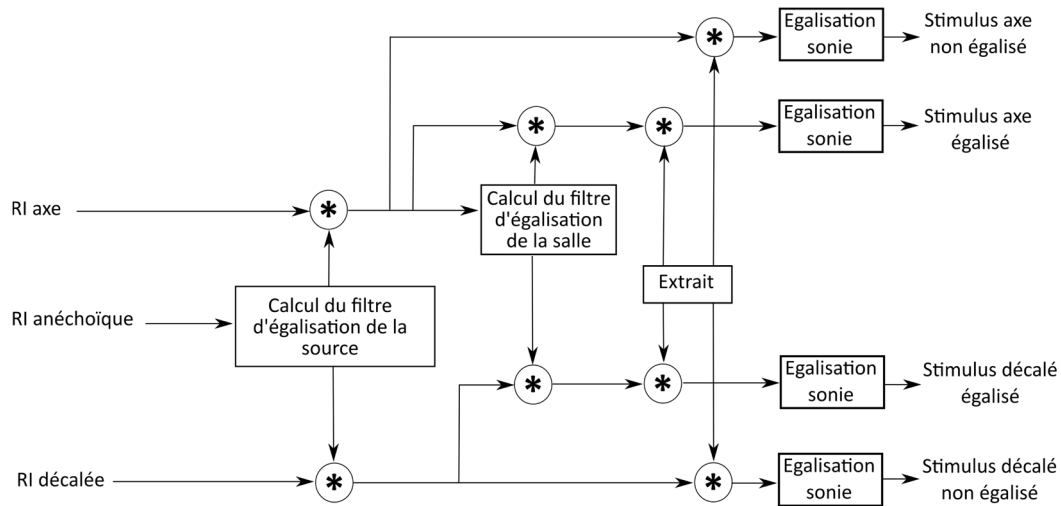 Egalisation
sonie
Stimulus axe
non égalisé
*
*
*
Egalisation
sonie
Stimulus axe
égalisé
RI axe
*
Calcul du filtre
d'égalisation
de la salle
Extrait
RI anéchoïque
Calcul du filtre
d'égalisation de la
source
*
*
Egalisation
sonie
Stimulus décalé
égalisé
RI décalée
*
*
Egalisation
sonie
Stimulus décalé
non égalisé